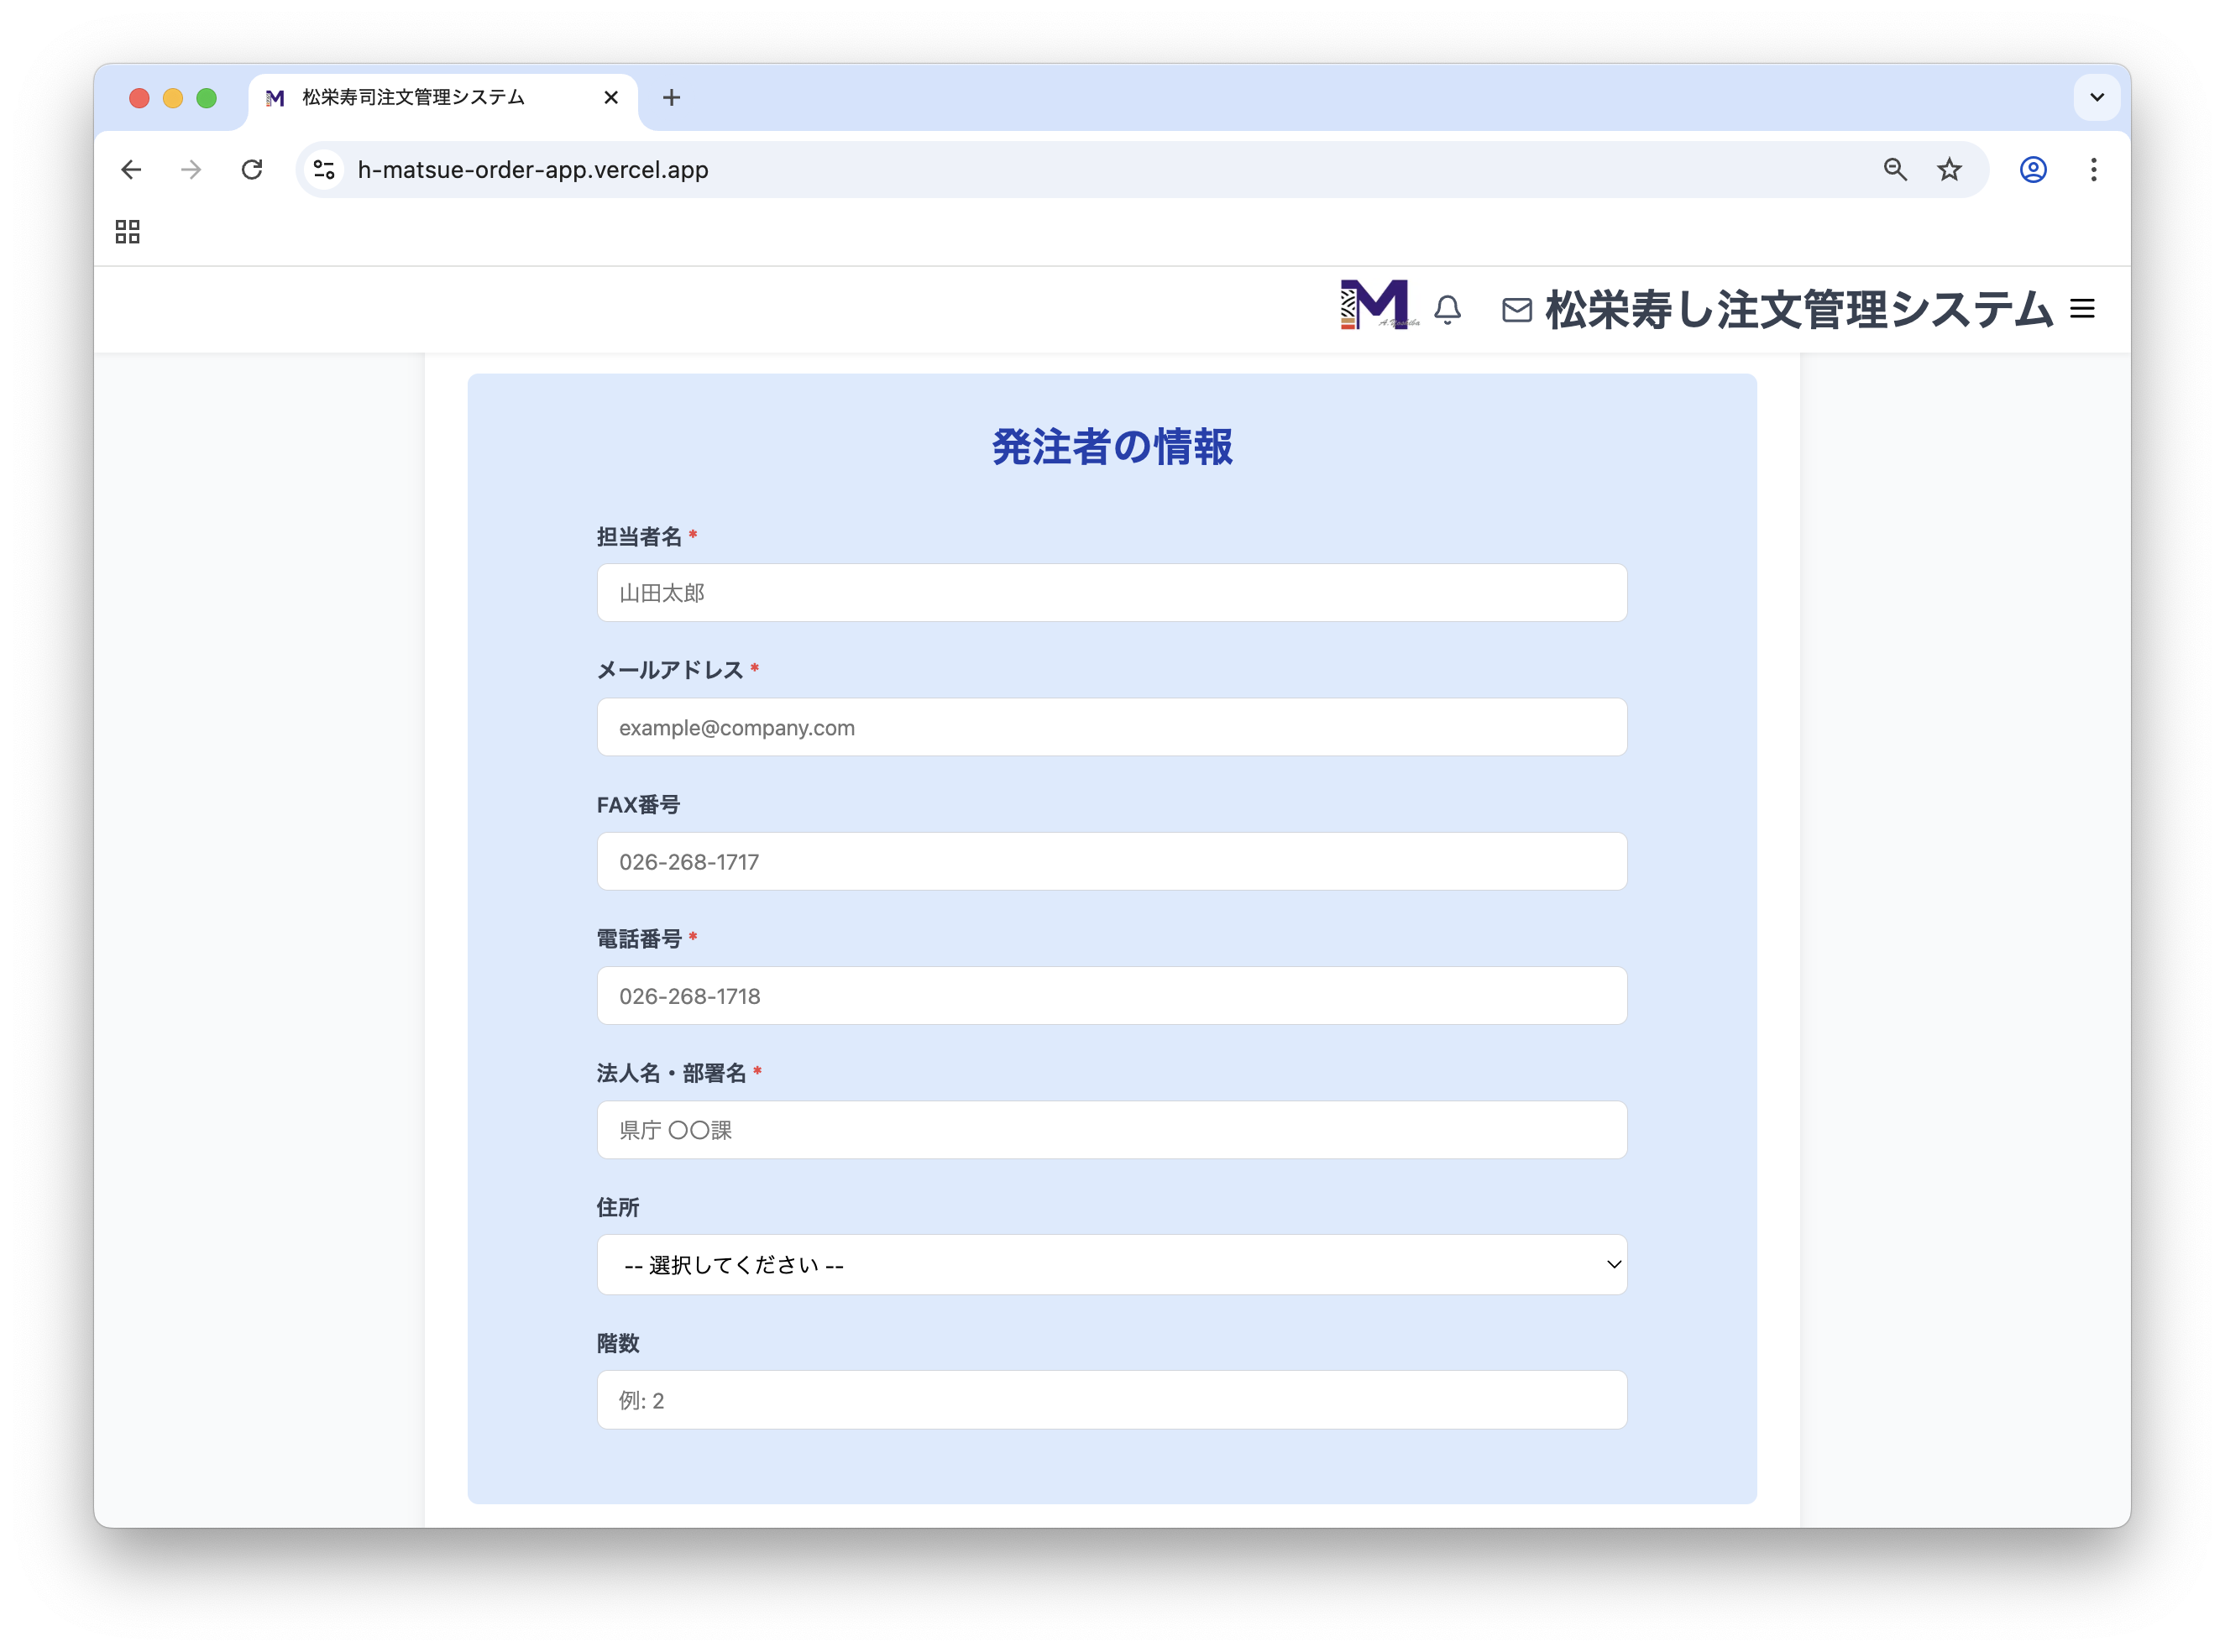 松栄寿司注文管理システム
h-matsue-order-app.vercel.app
M
松栄寿し注文管理システム
発注者の情報
担当者名 *
山田太郎
メールアドレス *
example@company.com
FAX番号
026-268-1717
電話番号 *
026-268-1718
法人名・部署名 *
県庁 〇〇課
住所
-- 選択してください --
階数
例: 2